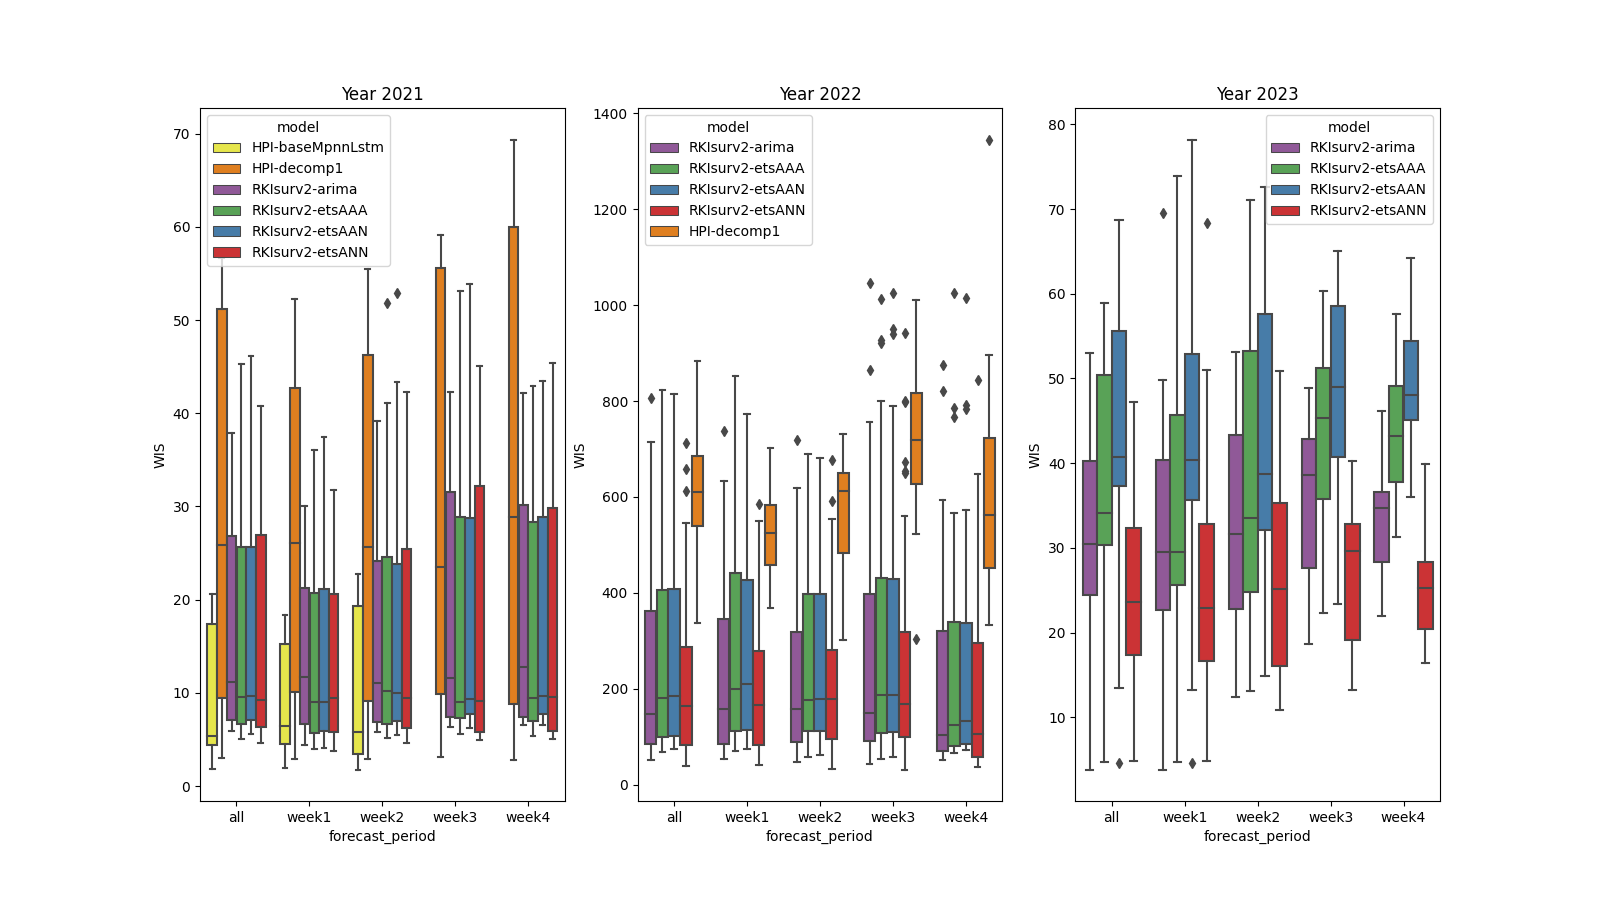 Year 2021
model
HPI-baseMpnnLstm
HPI-decomp1
RKIsurv2-arima
RKIsurv2-etsAAA
RKIsurv2-etsAAN
RKIsurv2-etsANN
WIS
70
60
50
40
30
20
10
0
all week1 week2 week3 week4
forecast_period
Year 2022
model
RKIsurv2-arima
RKIsurv2-etsAAA
RKIsurv2-etsAAN
RKIsurv2-etsANN
HPI-decomp1
WIS
1400
1200
1000
800
600
400
200
0
all week1 week2 week3 week4
forecast_period
Year 2023
model
RKIsurv2-arima
RKIsurv2-etsAAA
RKIsurv2-etsAAN
RKIsurv2-etsANN
WIS
80
70
60
50
40
30
20
10
all week1 week2 week3 week4
forecast_period